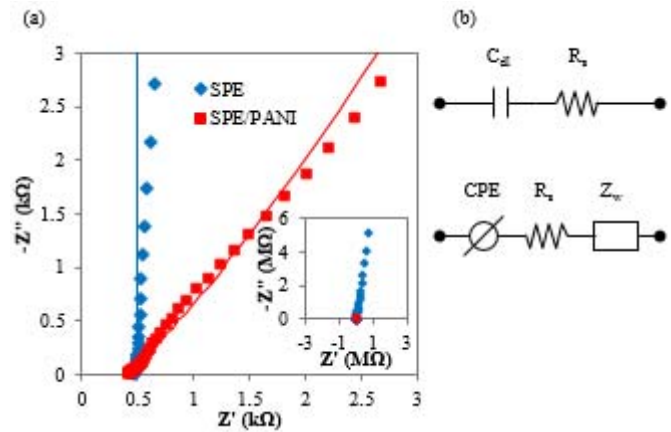 (a)
(b)
3
2.5
2
1.5
1
0.5
0
-Z" (kΩ)
SPE
SPE/PANI
6
4
2
0
-Z" (MΩ)
-3 -1 1 3
Z' (MΩ)
0 0.5 1 1.5 2 2.5 3
Z' (kΩ)
Cdl Rs
CPE Rs Zw